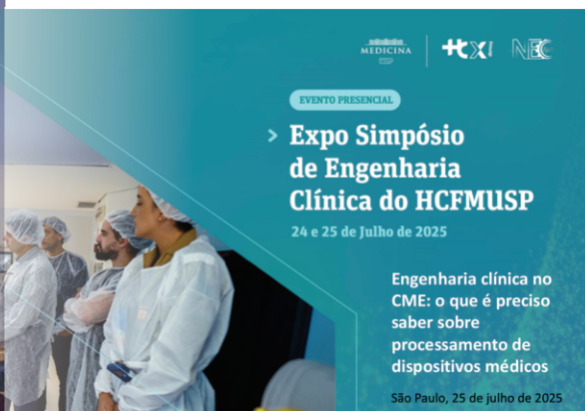 MEDICINA
NEC
EVENTO PRESENCIAL
Expo Simpósio
de Engenharia
Clínica do HCFMUSP
24 e 25 de Julho de 2025
Engenharia clínica no
CME: o que é preciso
saber sobre
processamento de
dispositivos médicos
São Paulo, 25 de julho de 2025